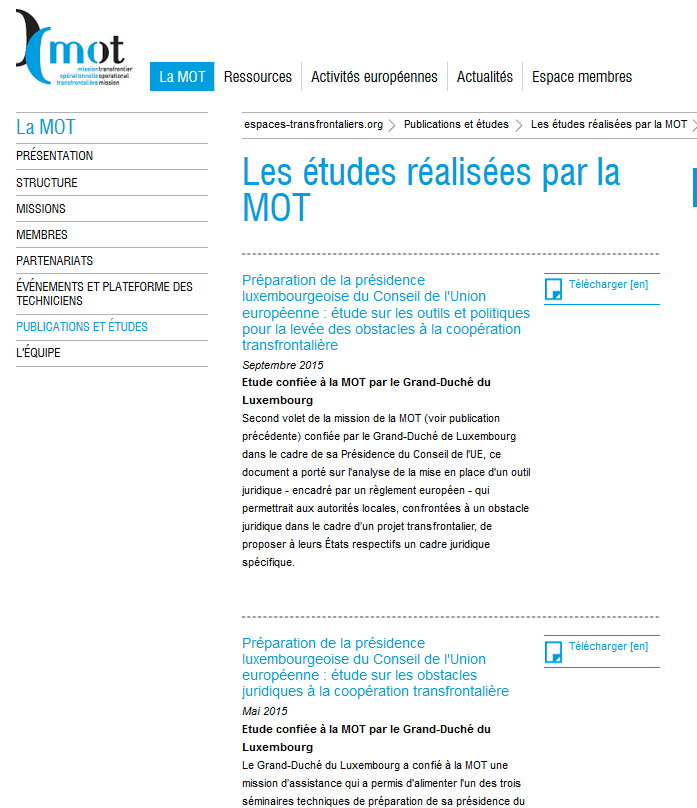 mot
mission transfrontier
opérationnelle operational
transfrontalière mission
La MOT
Ressources
Activités européennes
Actualités
Espace membres
La MOT
PRÉSENTATION
STRUCTURE
MISSIONS
MEMBRES
PARTENARIATS
ÉVÉNEMENTS ET PLATEFORME DES
TECHNICIENS
PUBLICATIONS ET ÉTUDES
L'ÉQUIPE
espaces-transfrontaliers.org
Publications et études
Les études réalisées par la MOT
Les études réalisées par la
MOT
Préparation de la présidence
luxembourgeoise du Conseil de l'Union
européenne : étude sur les outils et politiques
pour la levée des obstacles à la coopération
transfrontalière
Télécharger [en]
Septembre 2015
Etude confiée à la MOT par le Grand-Duché du
Luxembourg
Second volet de la mission de la MOT (voir publication
précédente) confiée par le Grand-Duché de Luxembourg
dans le cadre de sa Présidence du Conseil de l'UE, ce
document a porté sur l'analyse de la mise en place d'un outil
juridique - encadré par un règlement européen - qui
permettrait aux autorités locales, confrontées à un obstacle
juridique dans le cadre d'un projet transfrontalier, de
proposer à leurs États respectifs un cadre juridique
spécifique.
Préparation de la présidence
luxembourgeoise du Conseil de l'Union
européenne : étude sur les obstacles
juridiques à la coopération transfrontalière
Télécharger [en]
Mai 2015
Etude confiée à la MOT par le Grand-Duché du
Luxembourg
Le Grand-Duché du Luxembourg a confié à la MOT une
mission d'assistance qui a permis d'alimenter l'un des trois
séminaires techniques de préparation de sa présidence du